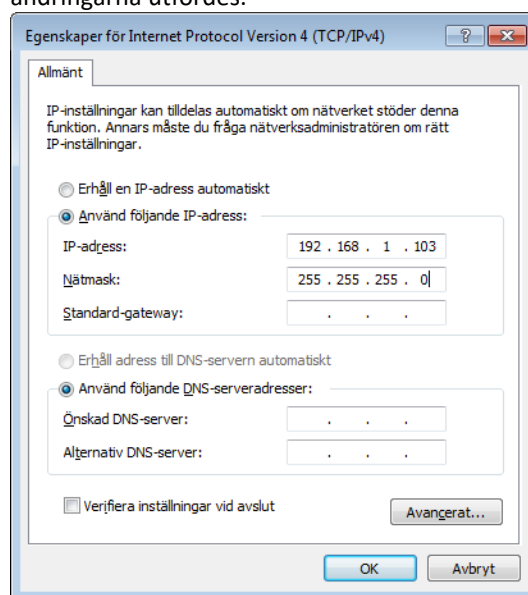 ändringarna utfördes.
Egenskaper för Internet Protocol Version 4 (TCP/IPv4)
?
Allmänt
IP-inställningar kan tilldelas automatiskt om nätverket stöder denna
funktion. Annars måste du fråga nätverksadministratören om rätt
IP-inställningar.
Erhåll en IP-adress automatiskt
Använd följande IP-adress:
IP-adress: 192 . 168 . 1 . 103
Nätmask: 255 . 255 . 255 . 0
Standard-gateway: . . .
Erhåll adress till DNS-servern automatiskt
Använd följande DNS-serveradresser:
Önskad DNS-server: . . .
Alternativ DNS-server: . . .
Verifiera inställningar vid avslut
Avancerat...
OK Avbryt